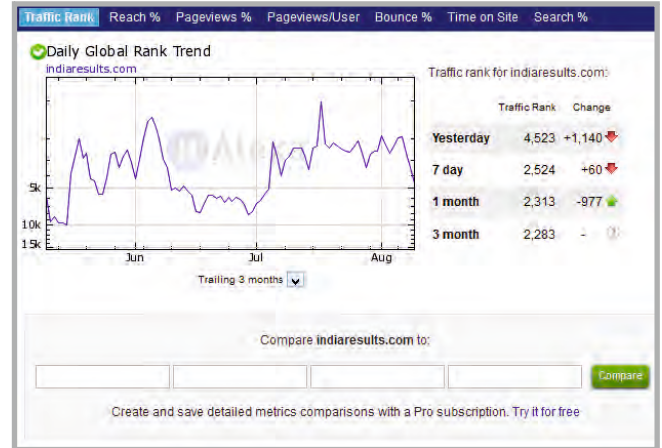 Traffic Rank Reach % Pageviews % Pageviews/User Bounce % Time on Site Search %
Daily Global Rank Trend
indiaresults.com
Traffic rank for indiaresults.com:
Traffic Rank Change
Yesterday 4,523 +1,140
7 day 2,524 +60
1 month 2,313 -977
3 month 2,283 -
5k
10k
15k
Jun Jul Aug
Alexa
Trailing 3 months
Compare indiaresults.com to:
Compare
Create and save detailed metrics comparisons with a Pro subscription. Try it for free